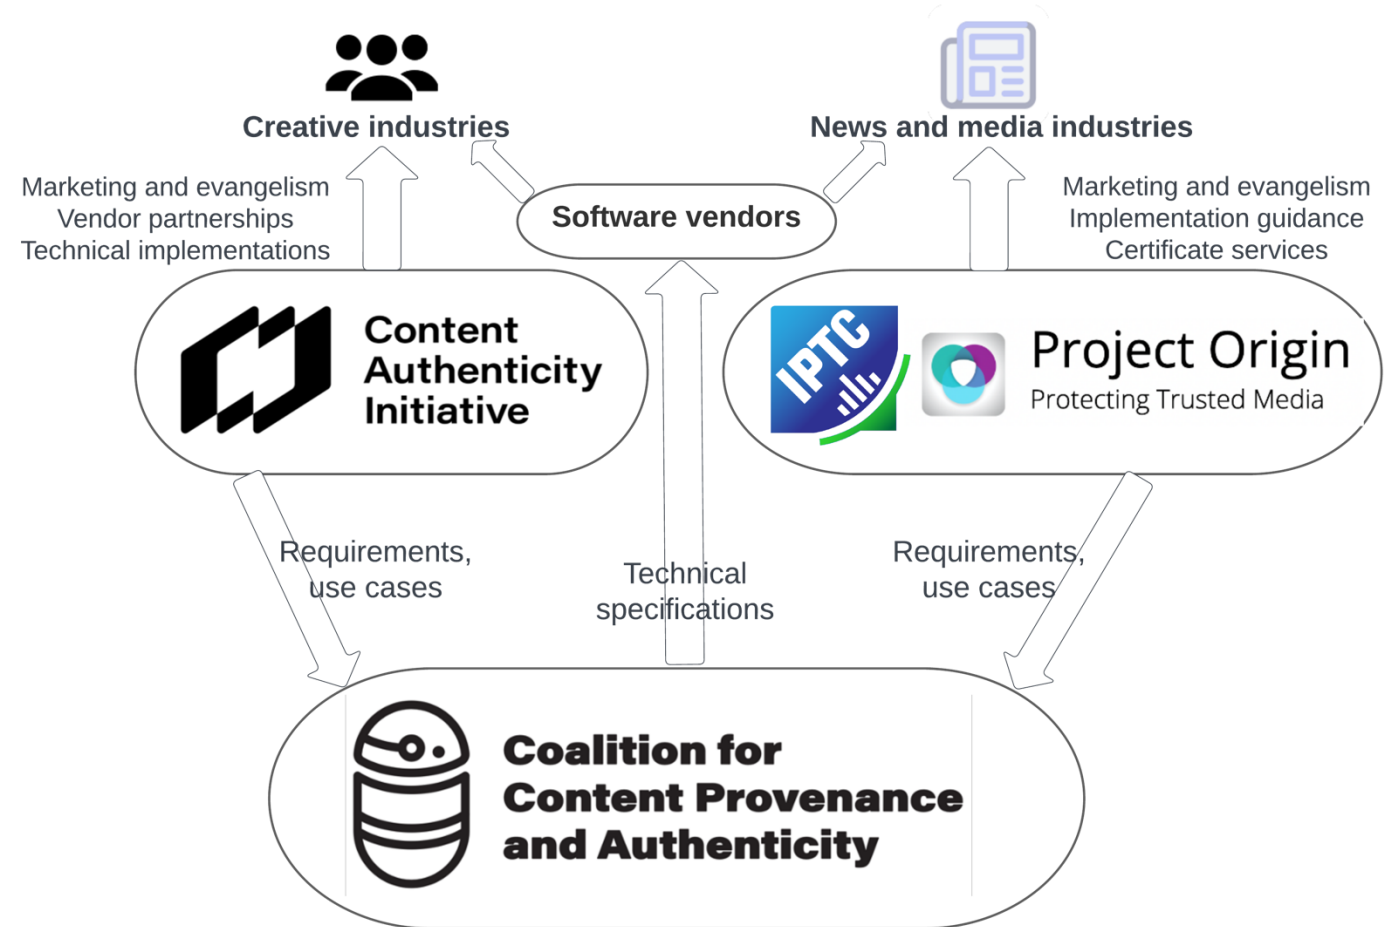 Creative industries
News and media industries
Marketing and evangelism
Vendor partnerships
Technical implementations
Software vendors
Marketing and evangelism
Implementation guidance
Certificate services
Content
Authenticity
Initiative
IPTC
Project Origin
Protecting Trusted Media
Requirements,
use cases
Technical
specifications
Requirements,
use cases
Coalition for
Content Provenance
and Authenticity